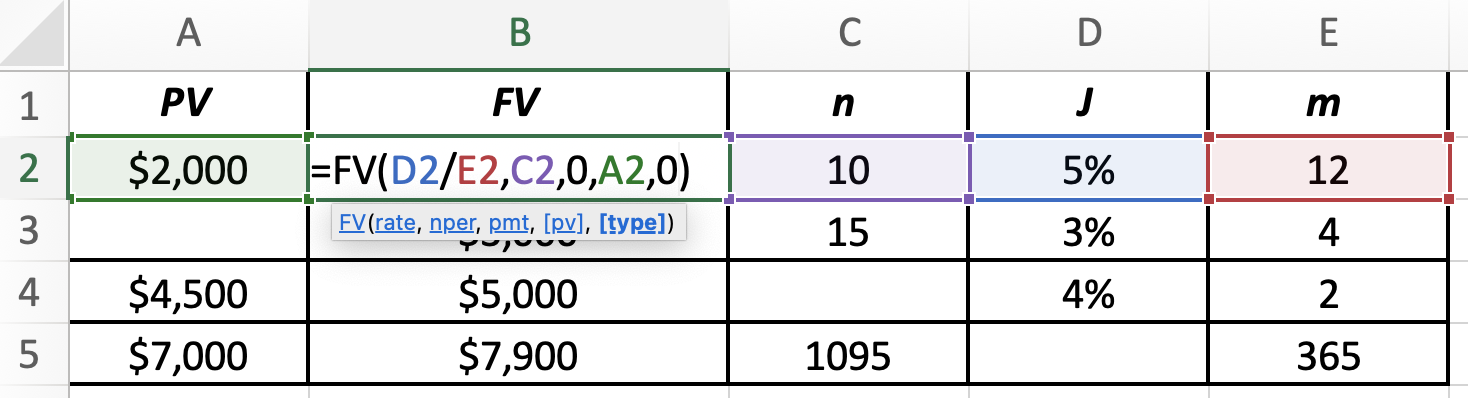 A B C D E
1 PV FV n J m
2 $2,000 =FV(D2/E2,C2,0,A2,0) 10 5% 12
FV(rate, nper, pmt, [pv], [type])
3 15 3% 4
4 $4,500 $5,000 4% 2
5 $7,000 $7,900 1095 365